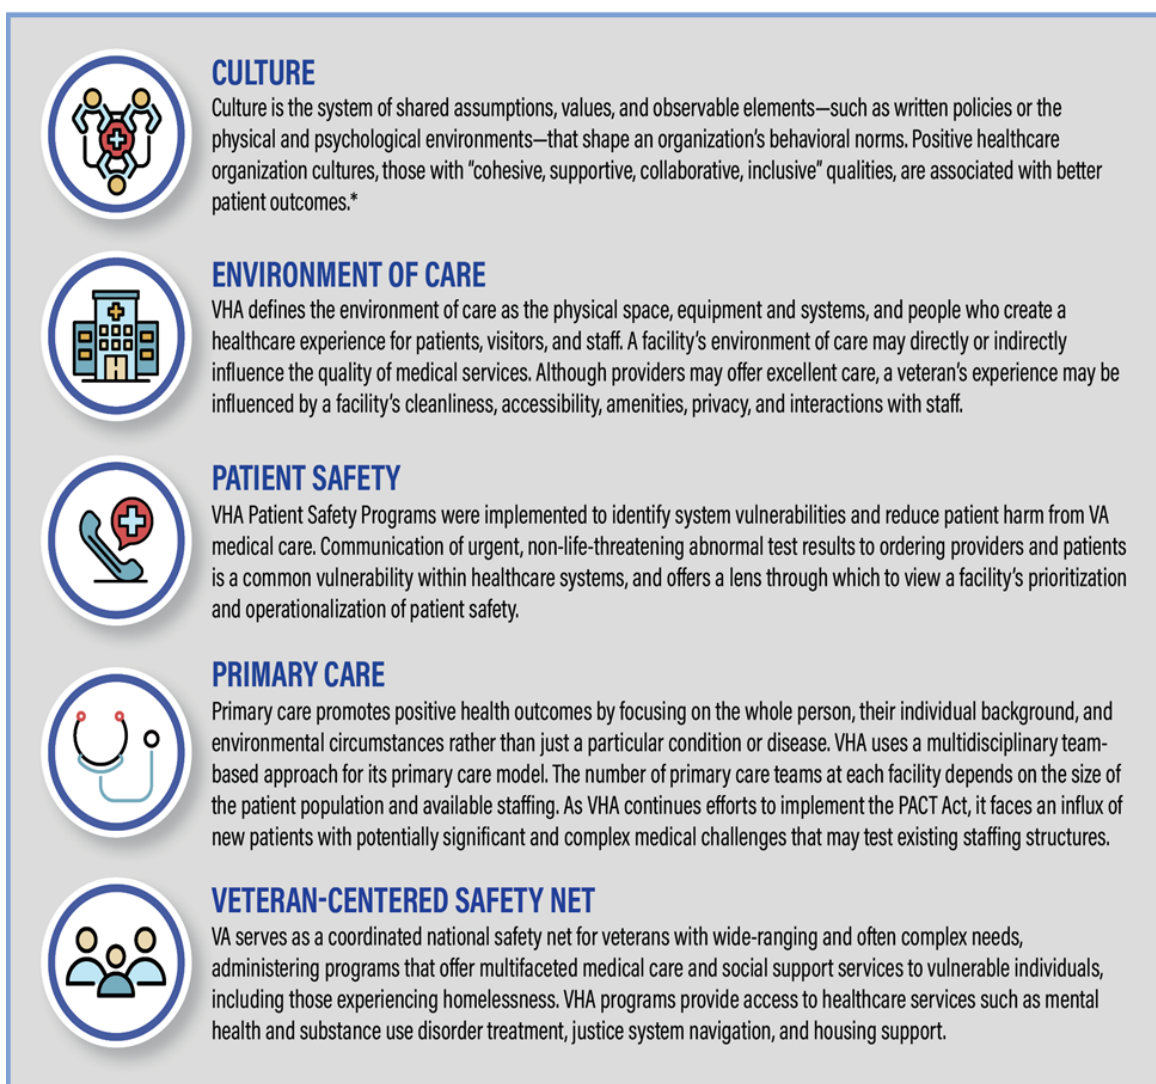 CULTURE
Culture is the system of shared assumptions, values, and observable elements—such as written policies or the
physical and psychological environments—that shape an organization’s behavioral norms. Positive healthcare
organization cultures, those with “cohesive, supportive, collaborative, inclusive” qualities, are associated with better
patient outcomes.*
ENVIRONMENT OF CARE
VHA defines the environment of care as the physical space, equipment and systems, and people who create a
healthcare experience for patients, visitors, and staff. A facility’s environment of care may directly or indirectly
influence the quality of medical services. Although providers may offer excellent care, a veteran’s experience may be
influenced by a facility’s cleanliness, accessibility, amenities, privacy, and interactions with staff.
PATIENT SAFETY
VHA Patient Safety Programs were implemented to identify system vulnerabilities and reduce patient harm from VA
medical care. Communication of urgent, non-life-threatening abnormal test results to ordering providers and patients
is a common vulnerability within healthcare systems, and offers a lens through which to view a facility’s prioritization
and operationalization of patient safety.
PRIMARY CARE
Primary care promotes positive health outcomes by focusing on the whole person, their individual background, and
environmental circumstances rather than just a particular condition or disease. VHA uses a multidisciplinary team-
based approach for its primary care model. The number of primary care teams at each facility depends on the size of
the patient population and available staffing. As VHA continues efforts to implement the PACT Act, it faces an influx of
new patients with potentially significant and complex medical challenges that may test existing staffing structures.
VETERAN-CENTERED SAFETY NET
VA serves as a coordinated national safety net for veterans with wide-ranging and often complex needs,
administering programs that offer multifaceted medical care and social support services to vulnerable individuals,
including those experiencing homelessness. VHA programs provide access to healthcare services such as mental
health and substance use disorder treatment, justice system navigation, and housing support.